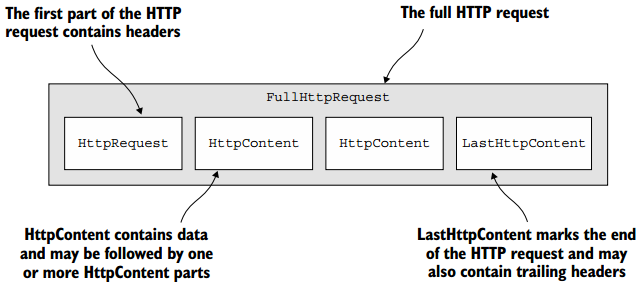 The first part of the HTTP
request contains headers
The full HTTP request
FullHttpRequest
HttpRequest
HttpContent
HttpContent
LastHttpContent
HttpContent contains data
and may be followed by one
or more HttpContent parts
LastHttpContent marks the end
of the HTTP request and may
also contain trailing headers